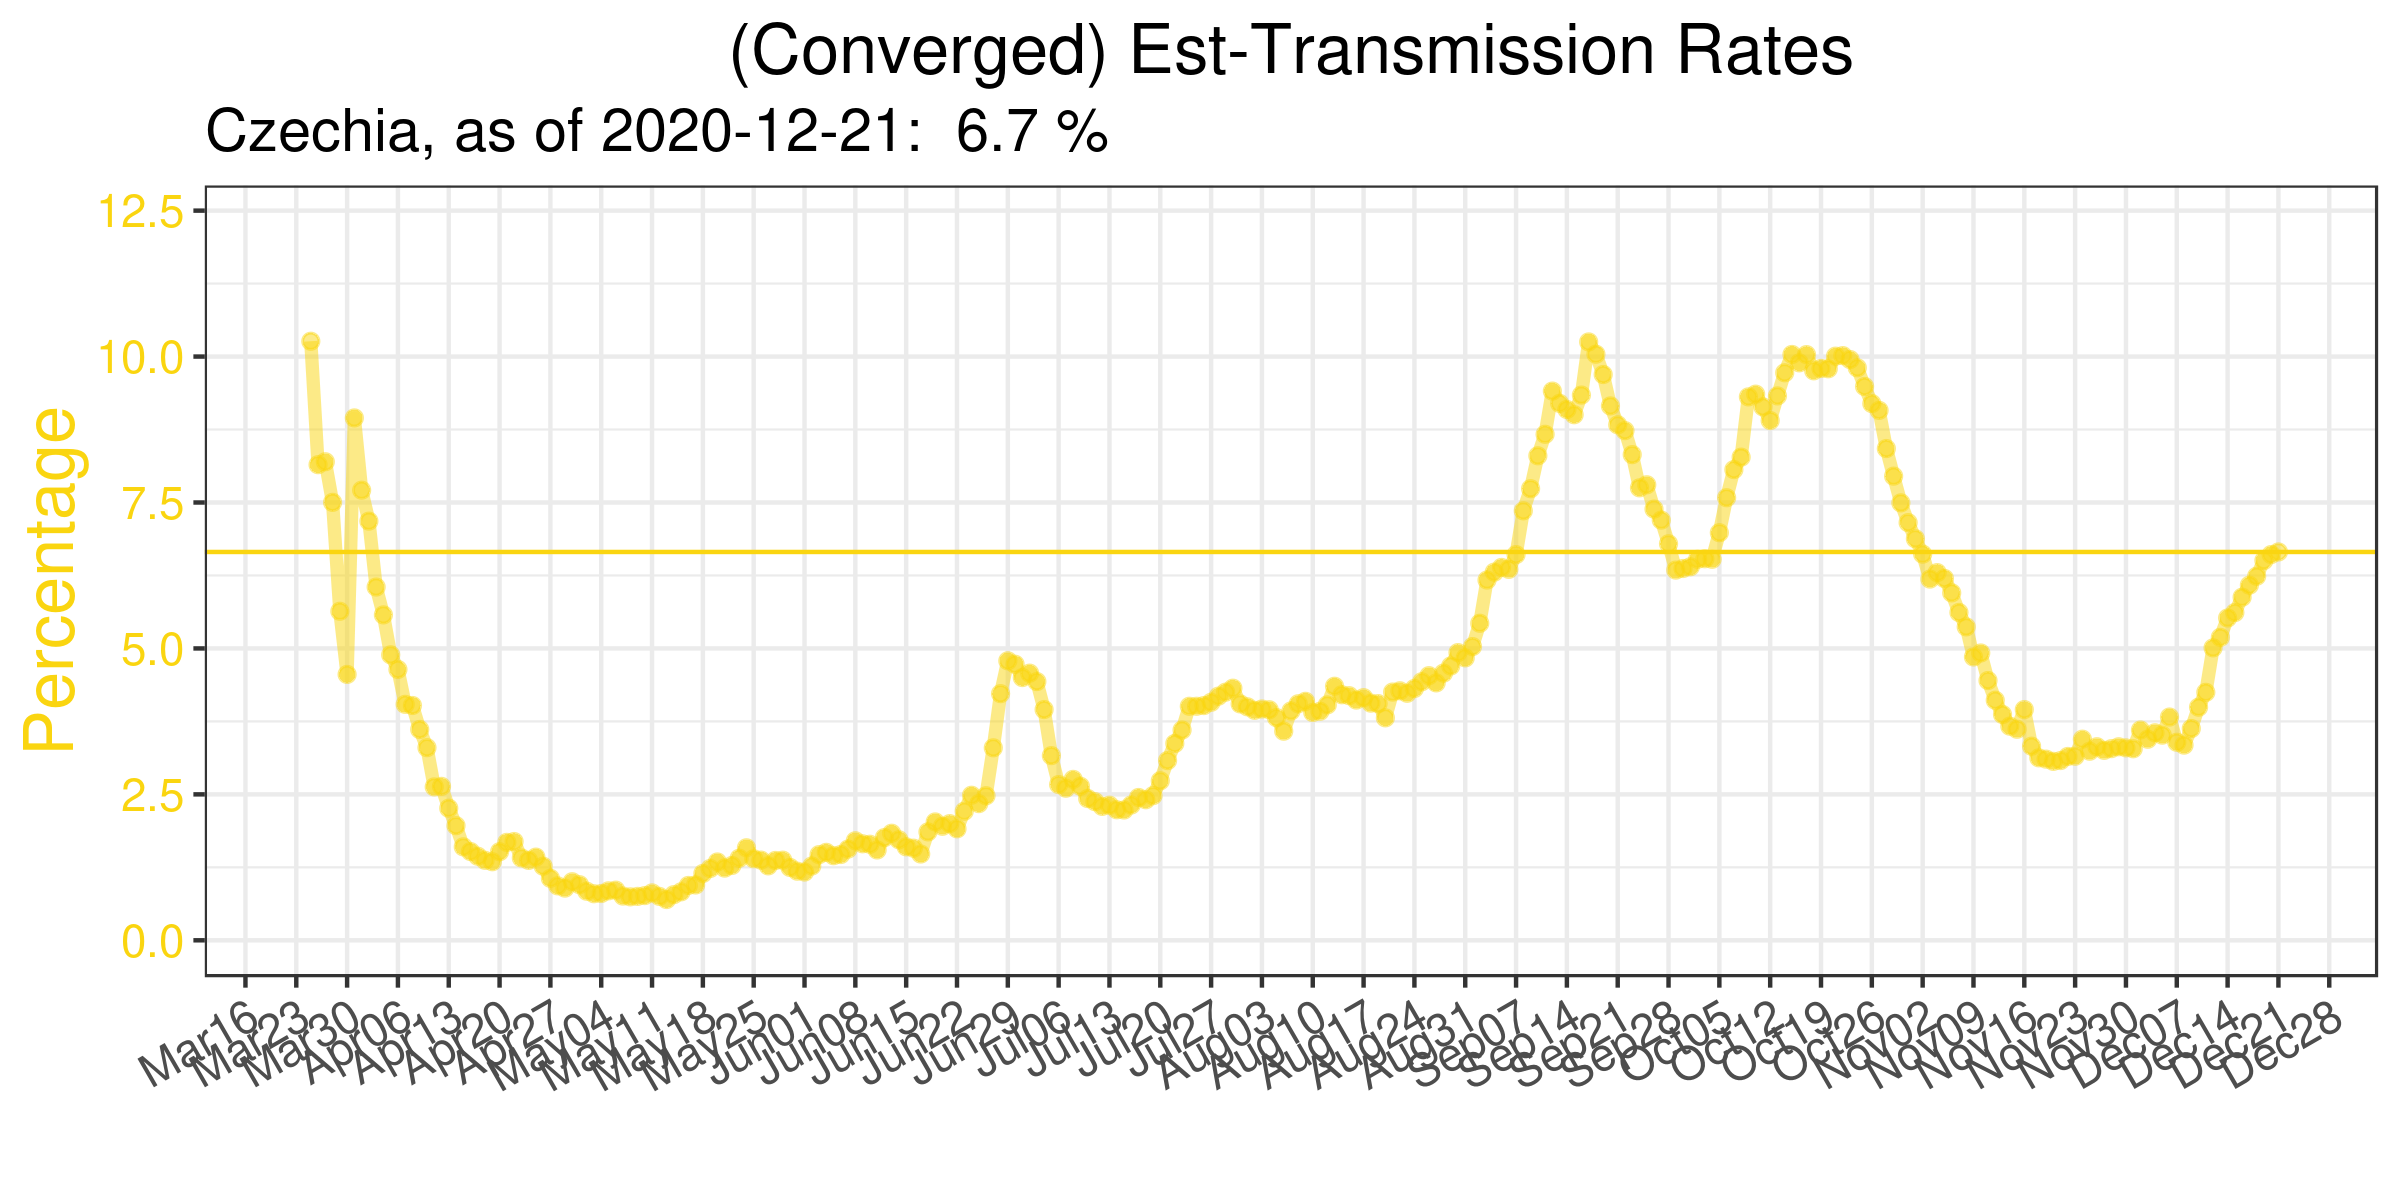 (Converged) Est-Transmission Rates
Czechia, as of 2020-12-21:  6.7 %
Percentage
12.5
10.0
7.5
5.0
2.5
0.0
Mar16
Mar23
Mar30
Apr06
Apr13
Apr20
Apr27
May04
May11
May18
May25
Jun01
Jun08
Jun15
Jun22
Jun29
Jul06
Jul13
Jul20
Jul27
Aug03
Aug10
Aug17
Aug24
Aug31
Sep07
Sep14
Sep21
Sep28
Oct05
Oct12
Oct19
Oct26
Nov02
Nov09
Nov16
Nov23
Nov30
Dec07
Dec14
Dec21
Dec28